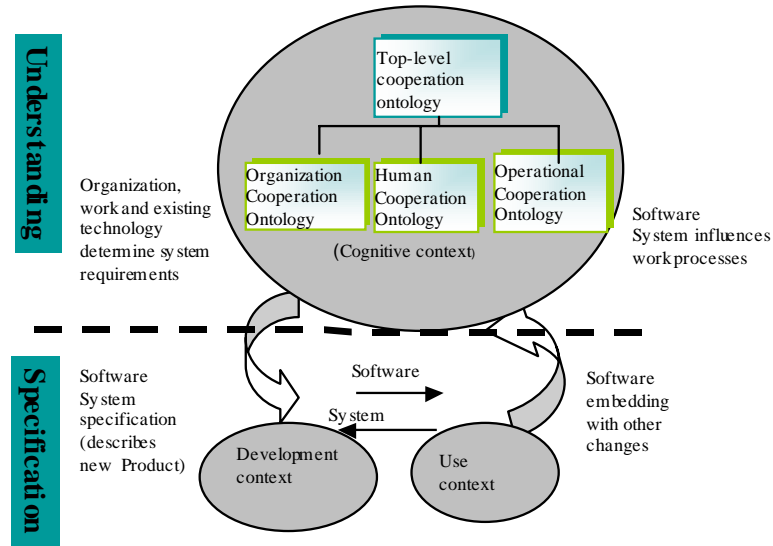 Understanding
Top-level
cooperation
ontology
Organization
Cooperation
Ontology
Human
Cooperation
Ontology
Operational
Cooperation
Ontology
(Cognitive context)
Organization,
work and existing
technology
determine system
requirements
Software
System influences
work processes
Specification
Software
System
specification
(describes
new Product)
Software
System
Development
context
Use
context
Software
embedding
with other
changes